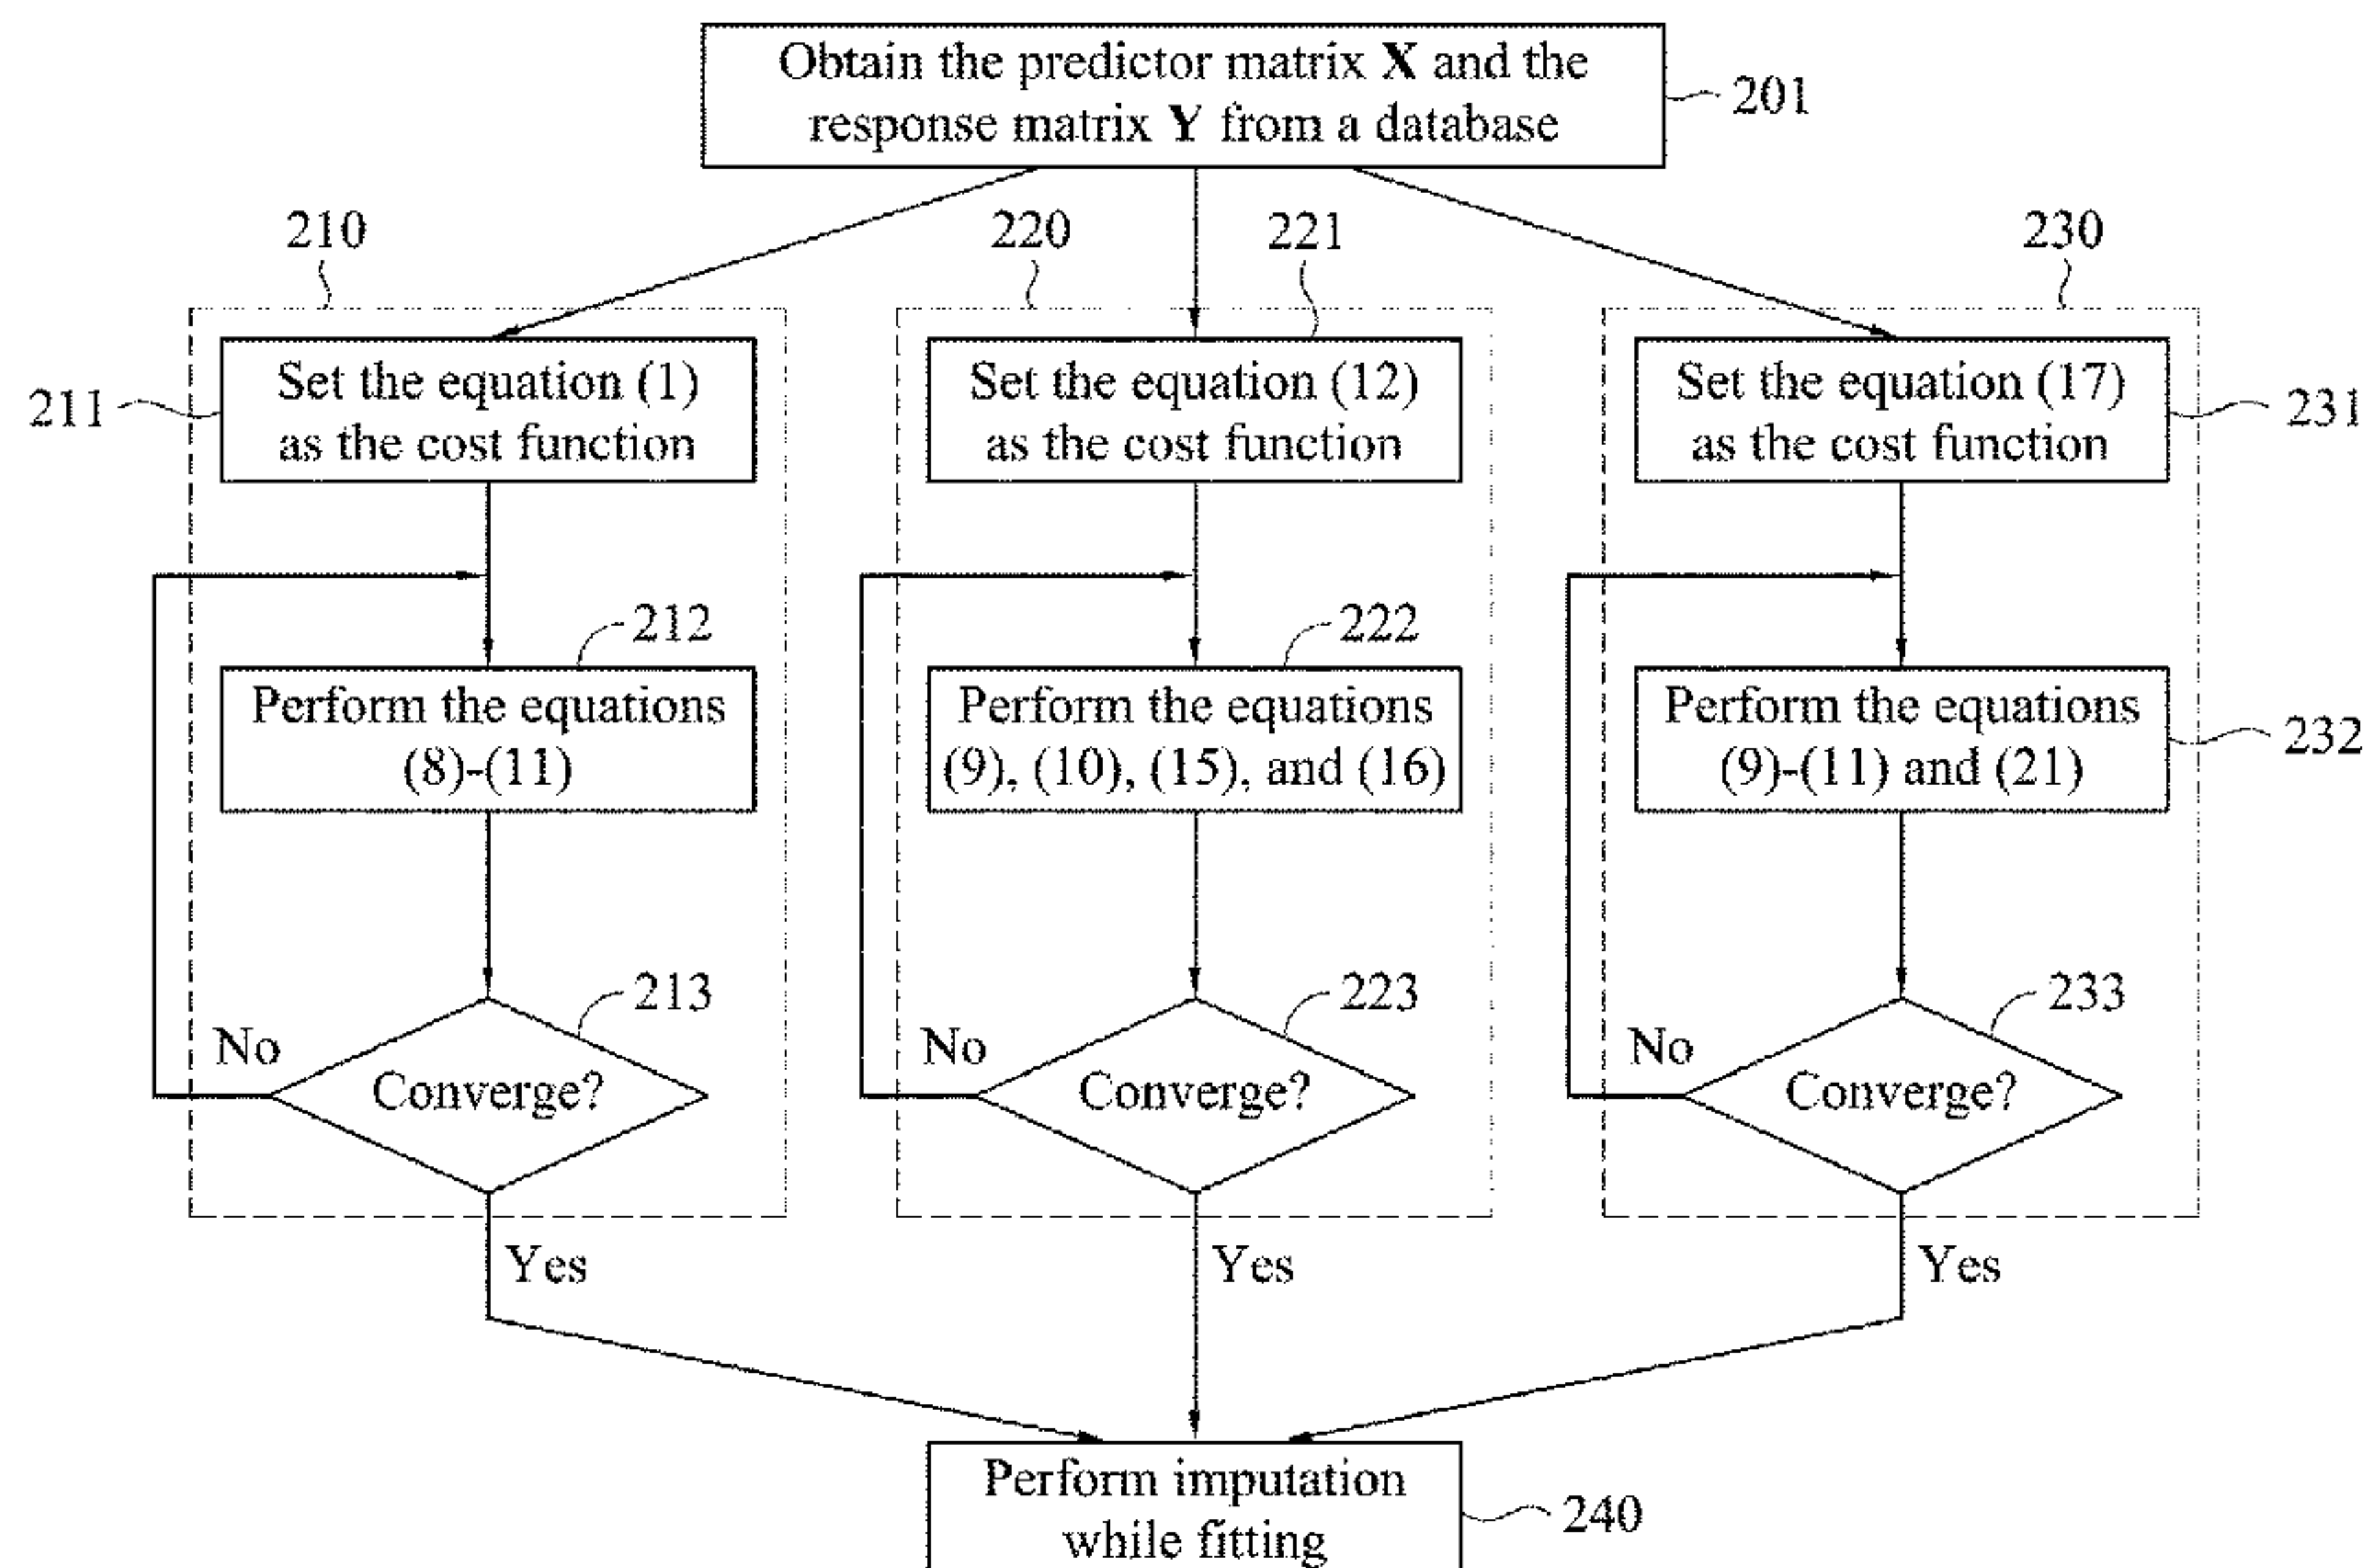 Obtain the predictor matrix X and the
response matrix Y from a database
201
210
220
221
230
Set the equation (1)
as the cost function
211
Set the equation (12)
as the cost function
Set the equation (17)
as the cost function
231
212
Perform the equations
(8)-(11)
222
Perform the equations
(9), (10), (15), and (16)
Perform the equations
(9)-(11) and (21)
232
213
No
Converge?
Yes
223
No
Converge?
Yes
233
No
Converge?
Yes
Perform imputation
while fitting
240